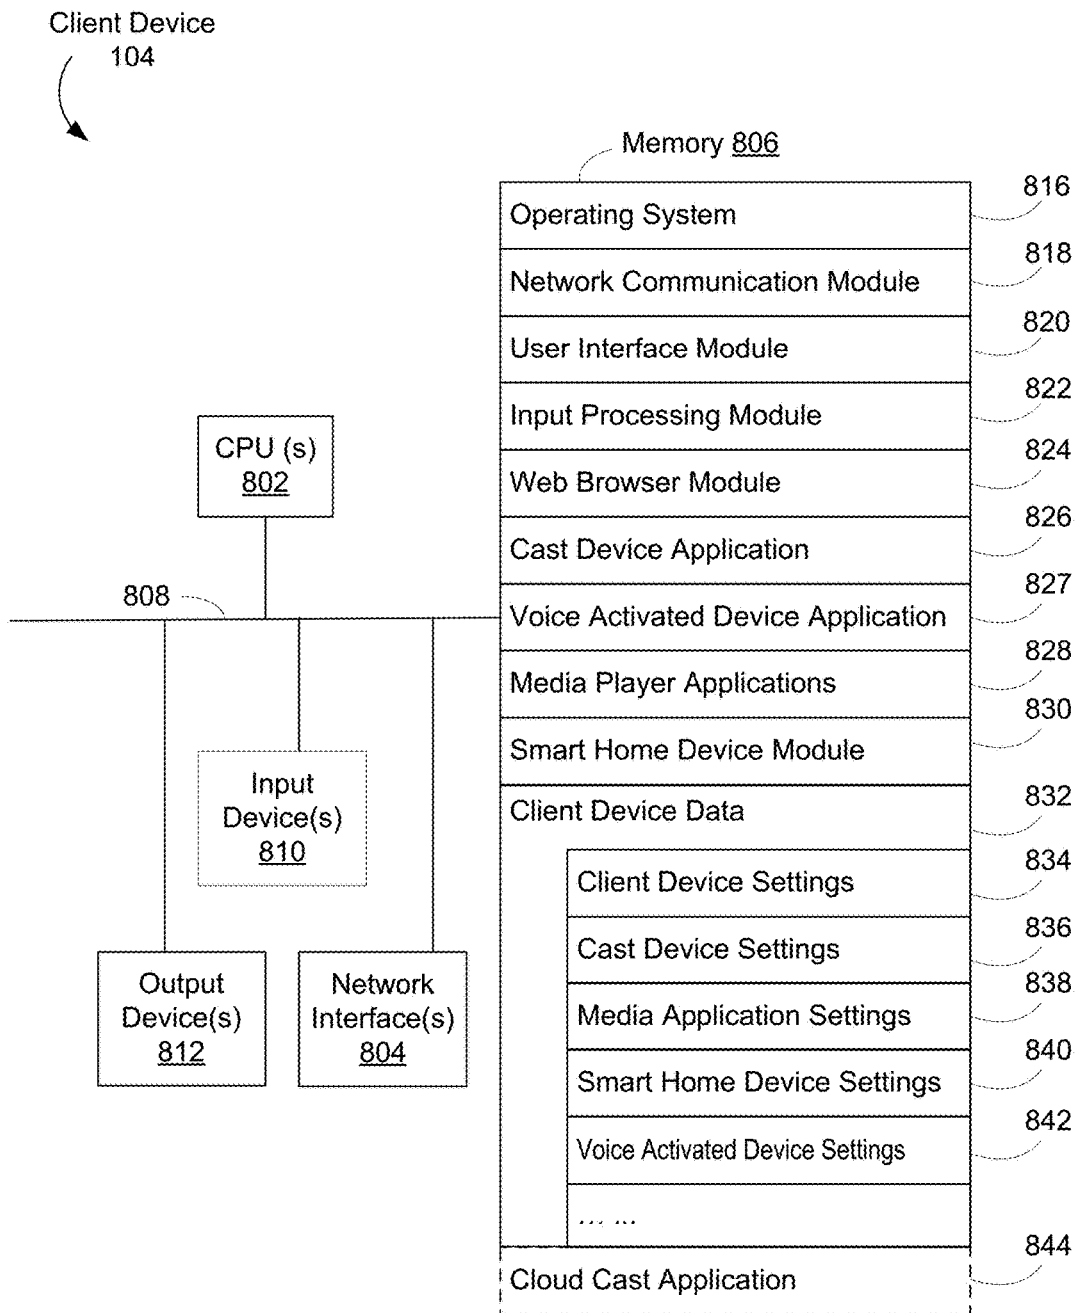 Client Device
104
Memory 806
Operating System
816
Network Communication Module
818
User Interface Module
820
Input Processing Module
822
Web Browser Module
824
Cast Device Application
826
Voice Activated Device Application
827
Media Player Applications
828
Smart Home Device Module
830
Client Device Data
832
Client Device Settings
834
Cast Device Settings
836
Media Application Settings
838
Smart Home Device Settings
840
Voice Activated Device Settings
842
... ...
Cloud Cast Application
844
CPU (s)
802
808
Input
Device(s)
810
Output
Device(s)
812
Network
Interface(s)
804